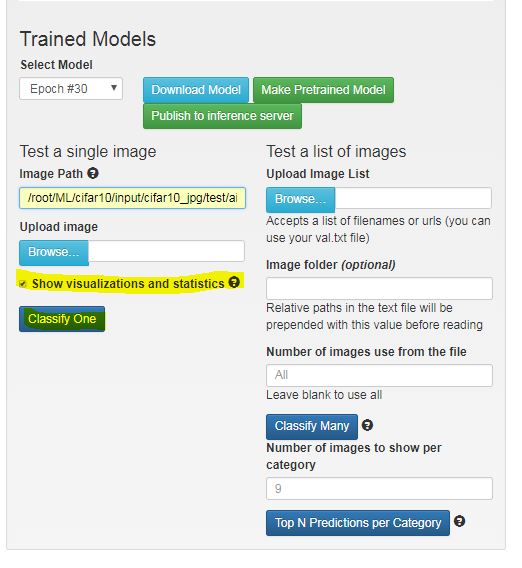 Trained Models
Select Model
Epoch #30
Download Model
Make Pretrained Model
Publish to inference server
Test a single image
Image Path
/root/ML/cifar10/input/cifar10_jpg/test/ai
Upload image
Browse...
Show visualizations and statistics
Classify One
Test a list of images
Upload Image List
Browse...
Accepts a list of filenames or urls (you can
use your val.txt file)
Image folder (optional)
Relative paths in the text file will be
prepended with this value before reading
Number of images use from the file
All
Leave blank to use all
Classify Many
Number of images to show per
category
9
Top N Predictions per Category